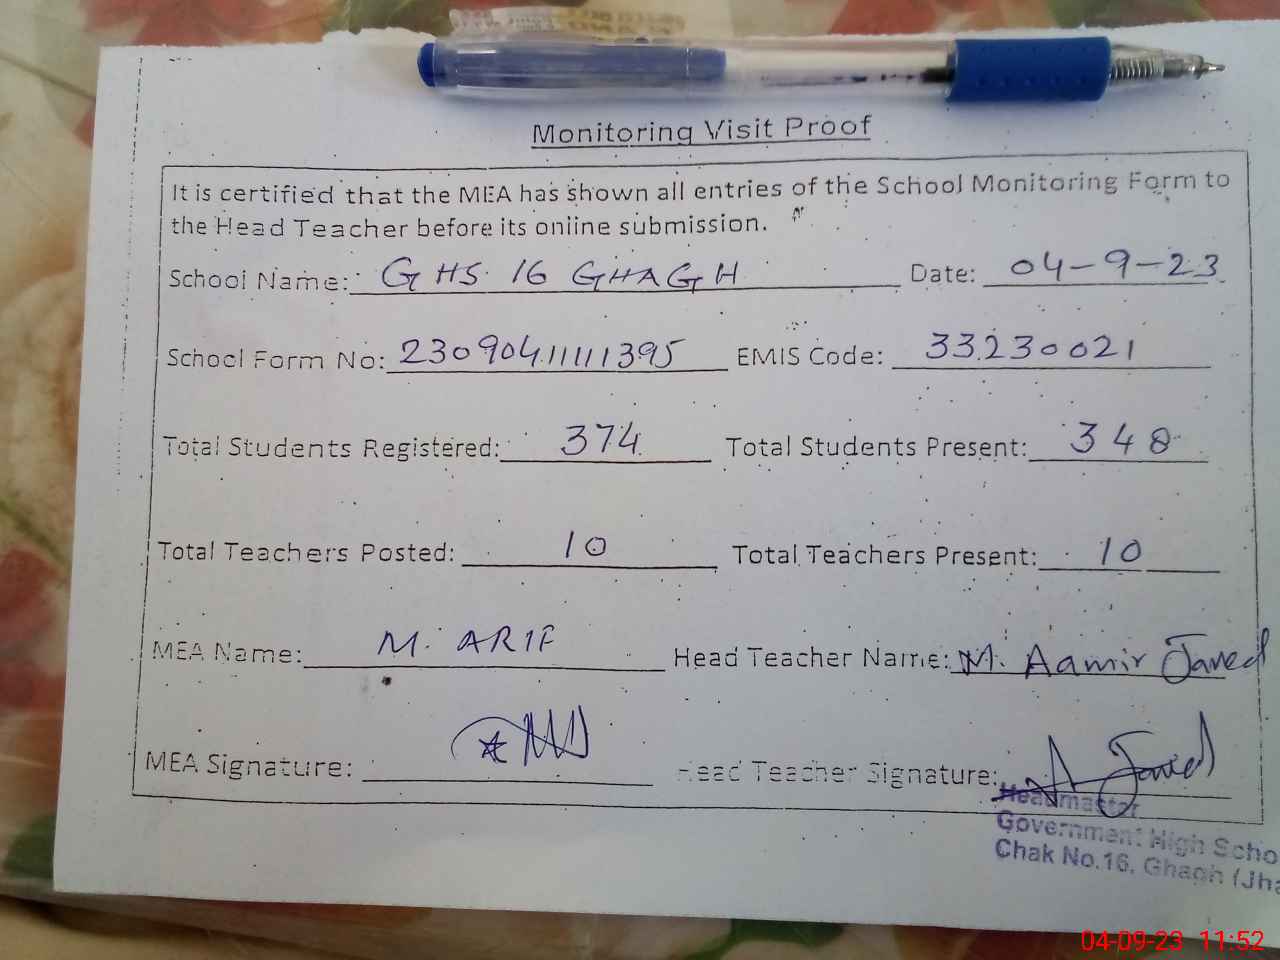 Monitoring Visit Proof
It is certified that the MEA has shown all entries of the School Monitoring Form to
the Head Teacher before its online submission.
School Name: GHS 16 GHAGH Date: 04-9-23
School Form No: 23090411111395 EMIS Code: 33230021
Total Students Registered: 374 Total Students Present: 348
Total Teachers Posted: 10 Total Teachers Present: 10
MEA Name: M. ARIF Head Teacher Name: M. Aamir Javed
MEA Signature: Head Teacher Signature: A Javed
Headmaster
Government High Scho
Chak No.16, Ghagh (Jha
04-09-23 11:52